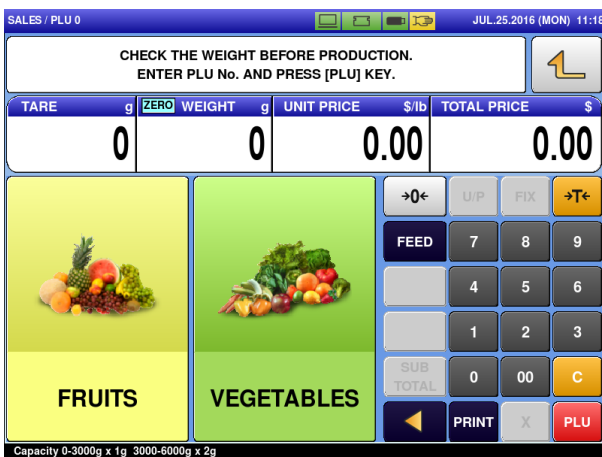 SALES / PLU 0 JUL.25.2016 (MON) 11:18
CHECK THE WEIGHT BEFORE PRODUCTION.
ENTER PLU No. AND PRESS [PLU] KEY.
TARE g ZERO WEIGHT g UNIT PRICE $/lb TOTAL PRICE $
0 0 0.00 0.00
→0← U/P FIX →T←
FEED 7 8 9
4 5 6
1 2 3
SUB
TOTAL 0 00 C
FRUITS VEGETABLES
PRINT X PLU
Capacity 0-3000g x 1g 3000-6000g x 2g